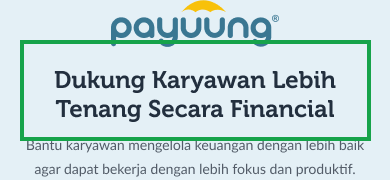 payuung®
Dukung Karyawan Lebih
Tenang Secara Financial
Bantu karyawan mengelola keuangan dengan lebih baik
agar dapat bekerja dengan lebih fokus dan produktif.